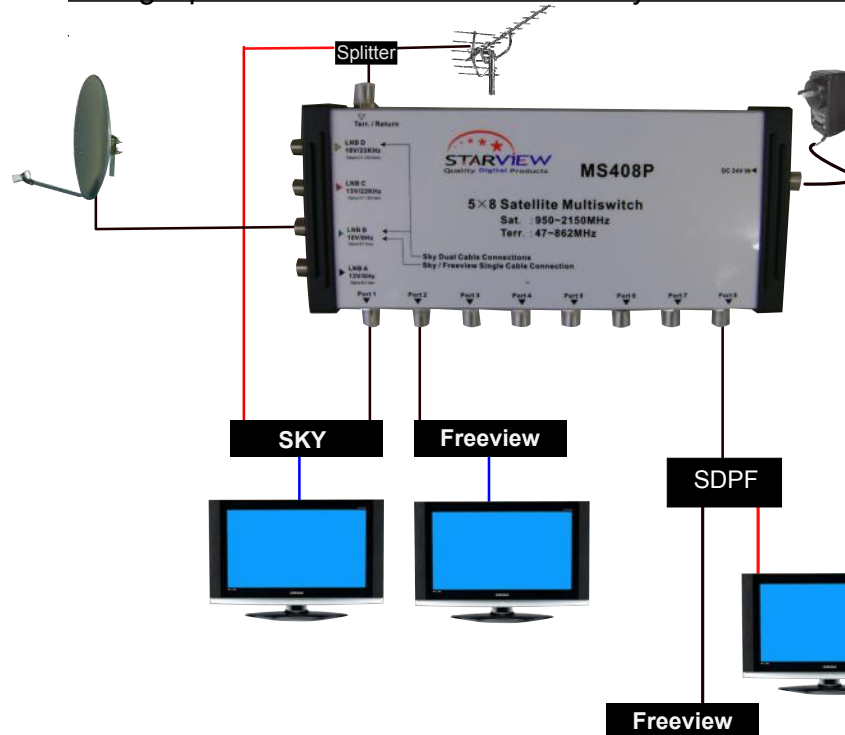 Splitter
Terr. / Return
LNB D
18V/22KHz
LNB C
13V/22KHz
LNB B
18V/0Hz
LNB A
13V/0Hz
STARVIEW
Quality Digital Products
MS408P
DC 24V IN
5×8 Satellite Multiswitch
Sat. : 950~2150MHz
Terr. : 47~862MHz
Sky Dual Cable Connections
Sky / Freeview Single Cable Connection
Port 1
Port 2
Port 3
Port 4
Port 5
Port 6
Port 7
Port 8
SKY
Freeview
SDPF
Freeview